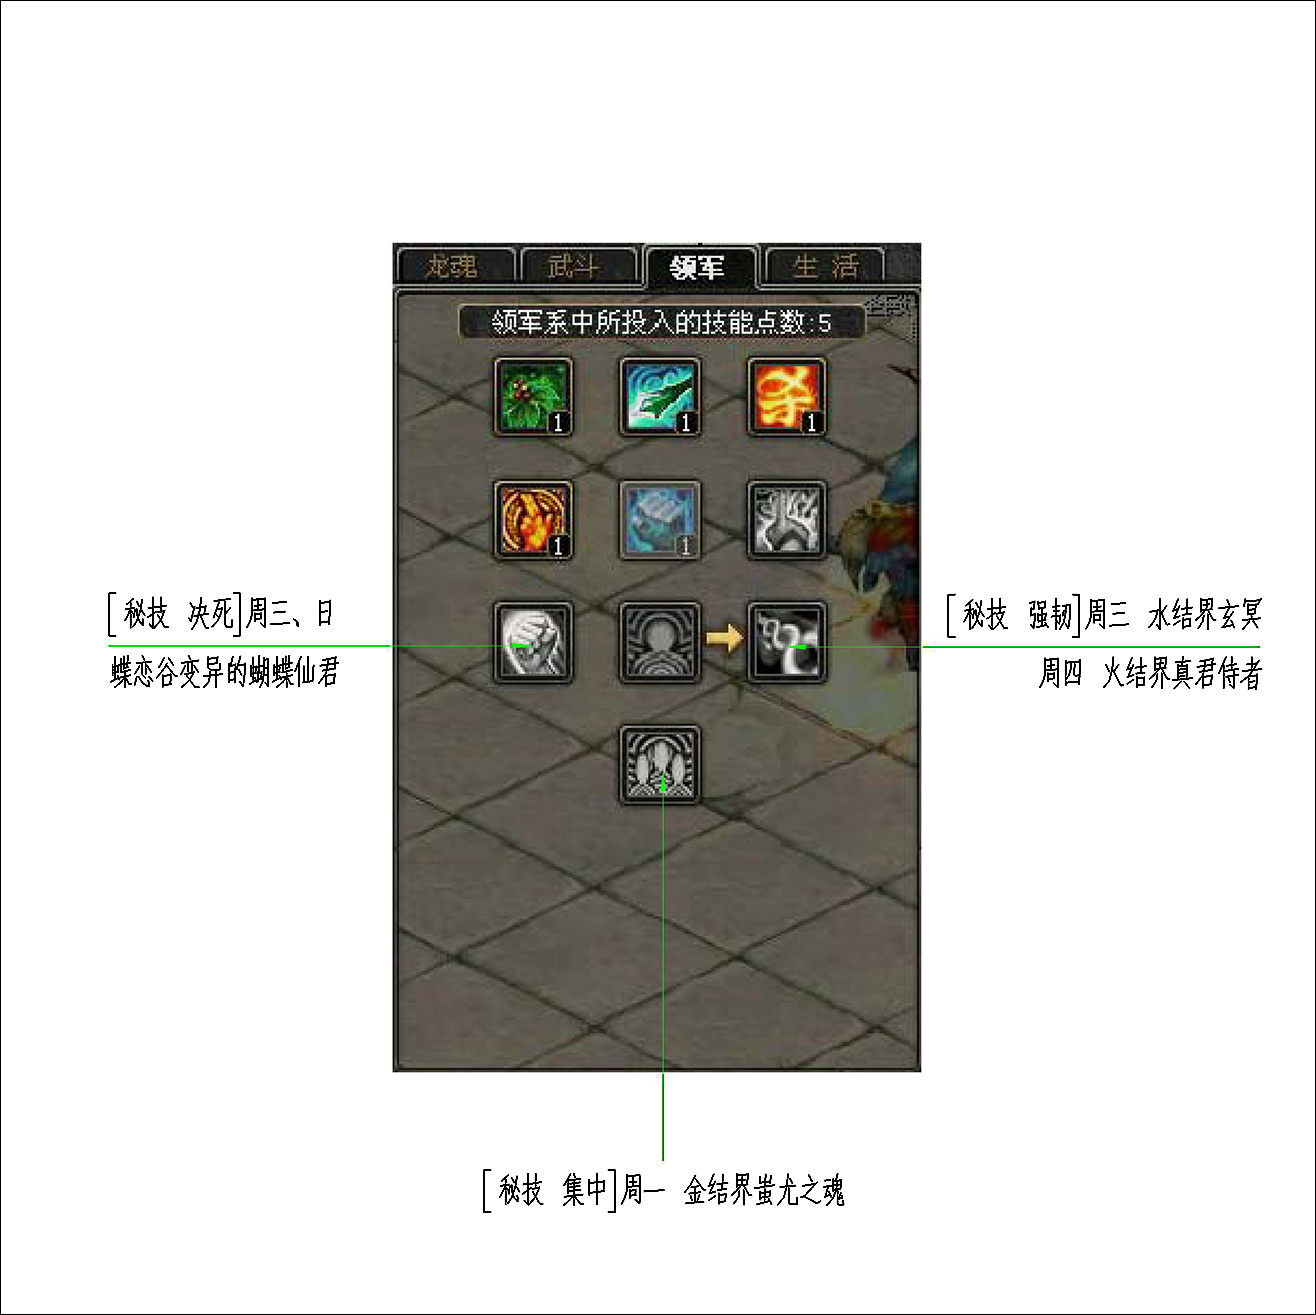 龙魂 武斗 领军 生活
领军系中所投入的技能点数:5
1 1 1
1 1
[秘技 决死]周三、日
蝶恋谷变异的蝴蝶仙君
[秘技 强韧]周三 水结界玄冥
周四 火结界真君侍者
[秘技 集中]周一 金结界蚩尤之魂